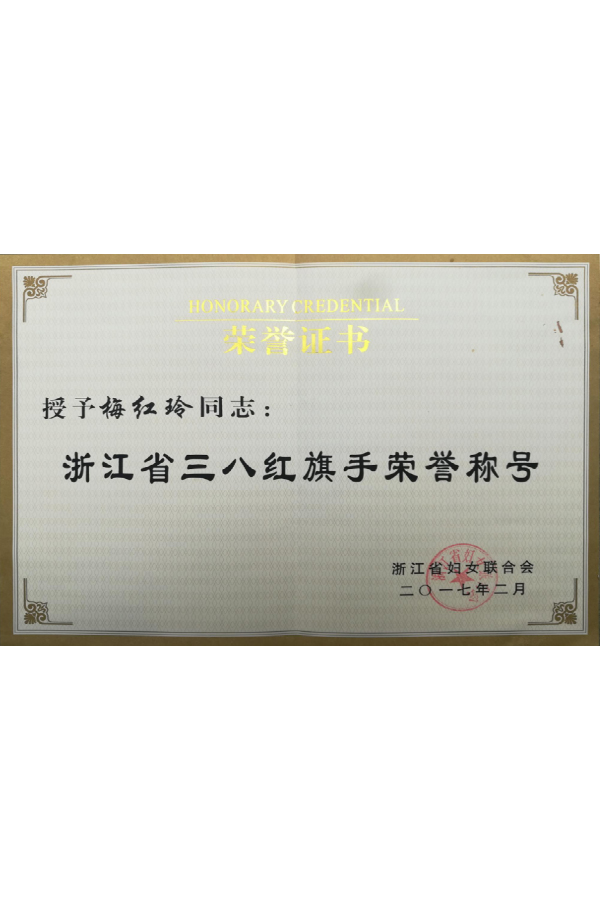 HONORARY CREDENTIAL
荣誉证书
授予梅红玲同志：
浙江省三八红旗手荣誉称号
浙江省妇女联合会
二〇一七年二月